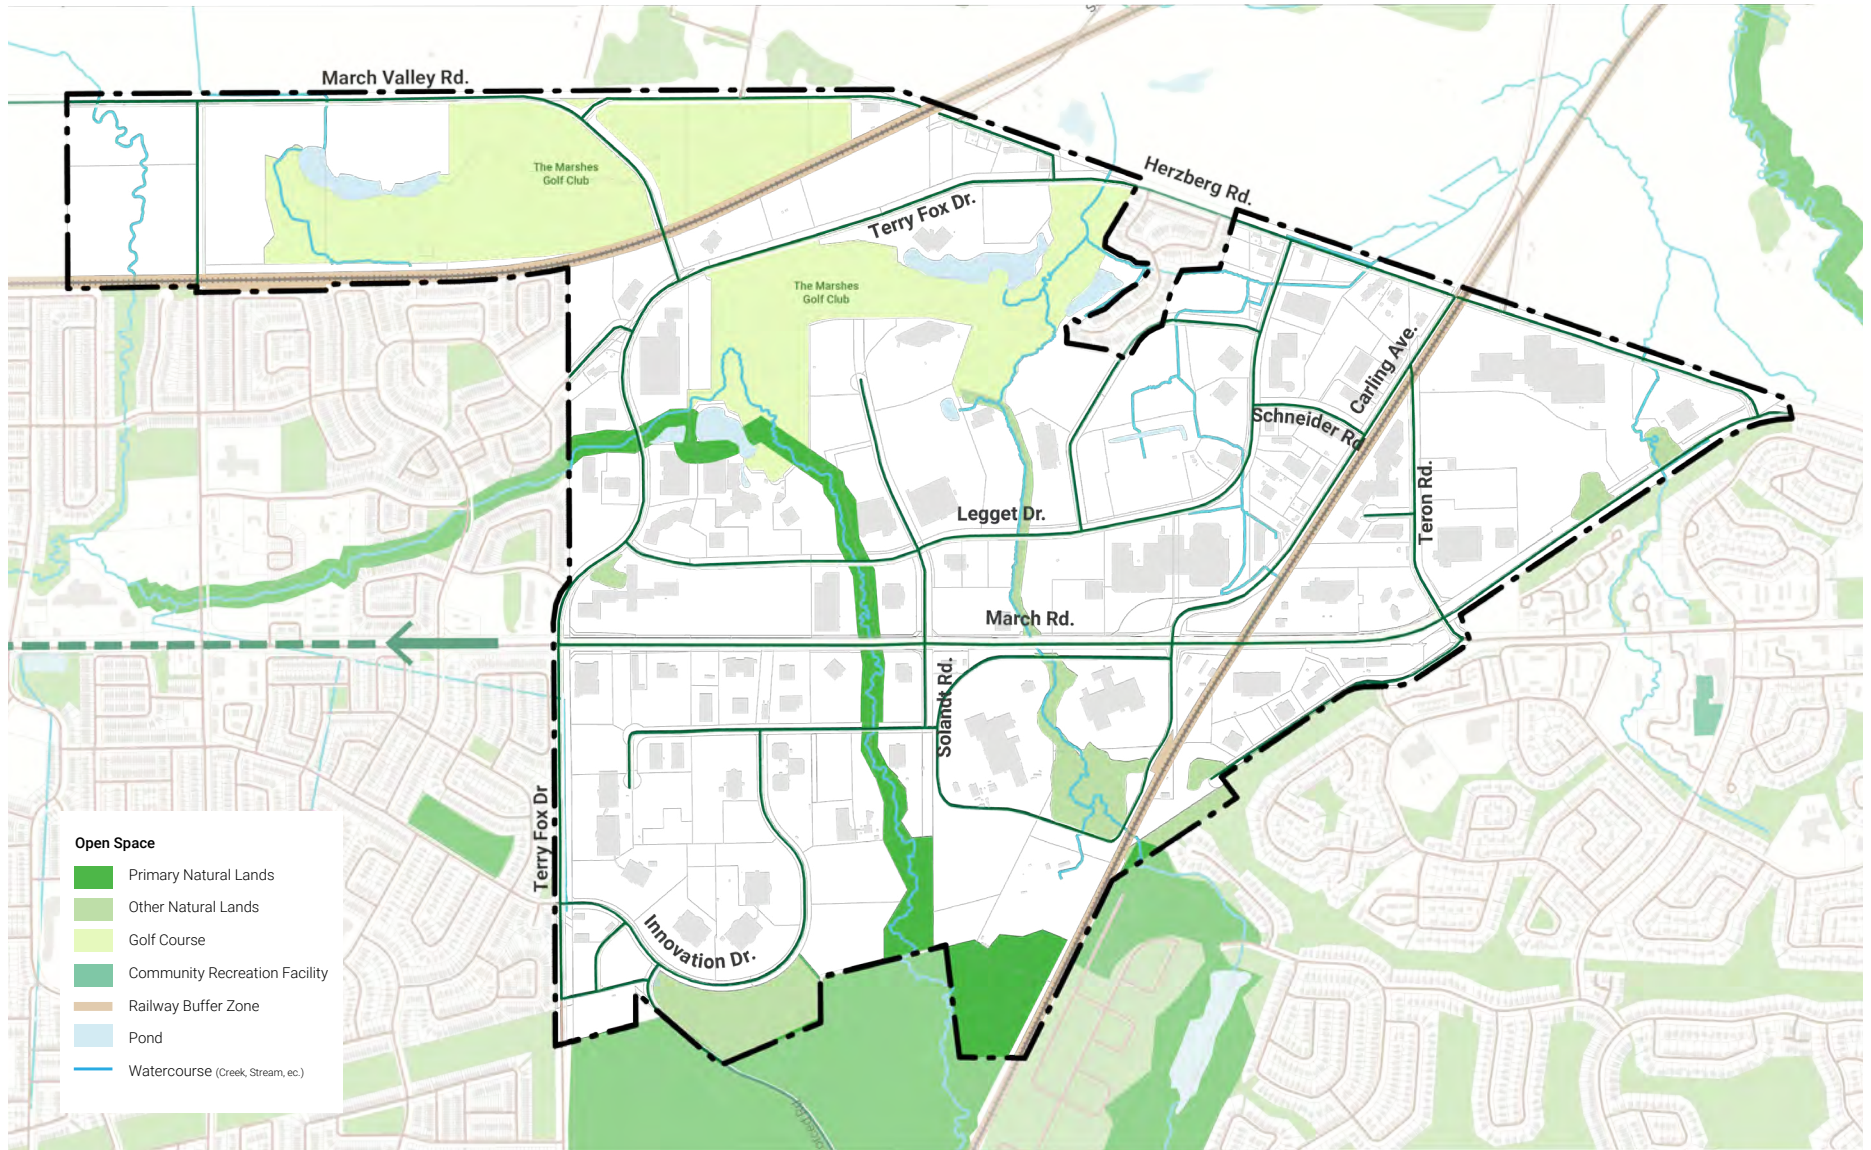 March Valley Rd.
Herzberg Rd.
The Marshes
Golf Club
Terry Fox Dr.
The Marshes
Golf Club
Carling Ave.
Schneider Rd
Teron Rd.
Legget Dr.
March Rd.
Solandt Rd.
Terry Fox Dr
Innovation Dr.
Open Space
Primary Natural Lands
Other Natural Lands
Golf Course
Community Recreation Facility
Railway Buffer Zone
Pond
Watercourse (Creek, Stream, ec.)